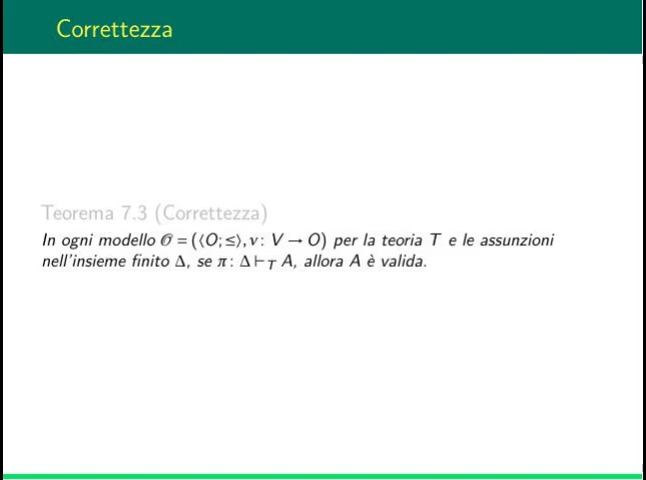 Correttezza
Teorema 7.3 (Correttezza)
In ogni modello 𝒪 = (⟨O; ≤⟩, ν: V → O) per la teoria T e le assunzioni
nell'insieme finito Δ, se π: Δ ⊢T A, allora A è valida.